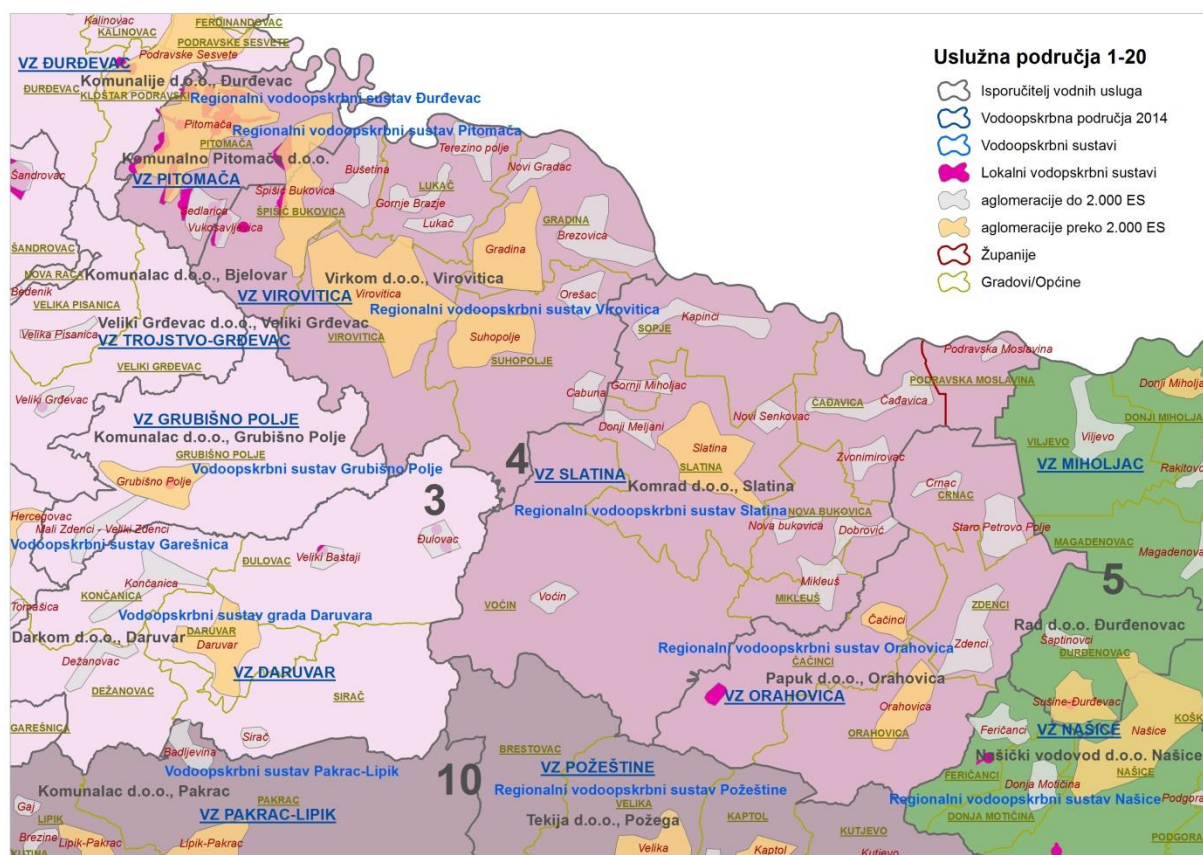 Uslužna područja 1-20
Isporučitelj vodnih usluga
Vodoopskrbna područja 2014
Vodoopskrbni sustavi
Lokalni vodopskrbni sustavi
aglomeracije do 2.000 ES
aglomeracije preko 2.000 ES
Županije
Gradovi/Općine
Kalinovac
KALINOVAC
FERDINANDOVAC
PODRAVSKE SESVETE
Podravske Sesvete
VZ ĐURĐEVAC
Komunalije d.o.o., Đurđevac
ĐURĐEVAC
KLOŠTAR PODRAVSKI
Regionalni vodoopskrbni sustav Đurđevac
Pitomača
Regionalni vodoopskrbni sustav Pitomača
PITOMAČA
Komunalno Pitomača d.o.o.
VZ PITOMAČA
Terezino polje
Bušetina
Novi Gradac
LUKAČ
Gornje Brazje
Lukač
Šandrovac
Špišić Bukovica
ŠPIŠIĆ BUKOVICA
Sedlarica
Vukosavljevica
GRADINA
Brezovica
Gradina
ŠANDROVAC
NOVA RAČA
Komunalac d.o.o., Bjelovar
Bedenik
Virkom d.o.o., Virovitica
Orešac
VZ VIROVITICA
Virovitica
VELIKA PISANICA
Regionalni vodoopskrbni sustav Virovitica
Veliki Grđevac d.o.o., Veliki Grđevac
Velika Pisanica
VZ TROJSTVO-GRĐEVAC
VIROVITICA
Suhopolje
SUHOPOLJE
SOPJE
Kapinci
VELIKI GRĐEVAC
Podravska Moslavina
PODRAVSKA MOSLAVINA
Veliki Grđevac
Cabuna
Gornji Miholjac
ČAĐAVICA
Čađavica
Donji Miholja
DONJI MIHOLJA
VZ GRUBIŠNO POLJE
Komunalac d.o.o., Grubišno Polje
GRUBIŠNO POLJE
Donji Meljani
Novi Senkovac
Viljevo
VILJEVO
Slatina
SLATINA
Zvonimirovac
VZ MIHOLJAC
Vodoopskrbni sustav Grubišno Polje
Grubišno Polje
4
VZ SLATINA
Komrad d.o.o., Slatina
Rakitov
Crnac
CRNAC
3
Hercegovac
Mali Zdenci - Veliki Zdenci
Regionalni vodoopskrbni sustav Slatina
NOVA BUKOVICA
Nova bukovica
Dobrović
Staro Petrovo Polje
Vodoopskrbni sustav Garešnica
Đulovac
MAGADENOVAC
Magadenova
Veliki Bastaji
ĐULOVAC
Končanica
KONČANICA
Mikleuš
MIKLEUŠ
5
Tomašica
VOĆIN
Voćin
ZDENCI
Zdenci
Vodoopskrbni sustav grada Daruvara
Čačinci
Rad d.o.o. Đurđenovac
DARUVAR
Daruvar
Darkom d.o.o., Daruvar
Šaptinovci
ĐURĐENOVAC
Regionalni vodoopskrbni sustav Orahovica
ČAČINCI
Dežanovac
VZ DARUVAR
Papuk d.o.o., Orahovica
VZ ORAHOVICA
DEŽANOVAC
SIRAČ
Orahovica
ORAHOVICA
Sušine-Đurđevac
KOŠK
Feričanci
VZ NAŠICE
Našice
GAREŠNICA
Sirač
Badljevina
BRESTOVAC
Našički vodovod d.o.o. Našice
FERIČANCI
NAŠICE
Vodoopskrbni sustav Pakrac-Lipik
10
VZ POŽEŠTINE
Donja Motičina
Komunalac d.o.o., Pakrac
Regionalni vodoopskrbni sustav Požeštine
Regionalni vodoopskrbni sustav Našice
Podgora
PAKRAC
VELIKA
KAPTOL
DONJA MOTIČINA
Gaj
LIPIK
VZ PAKRAC-LIPIK
Tekija d.o.o., Požega
KUTJEVO
PODGORA
Brezine
KUTINA
Lipik-Pakrac
Lipik-Pakrac
Velika
Kaptol
Kutjevo